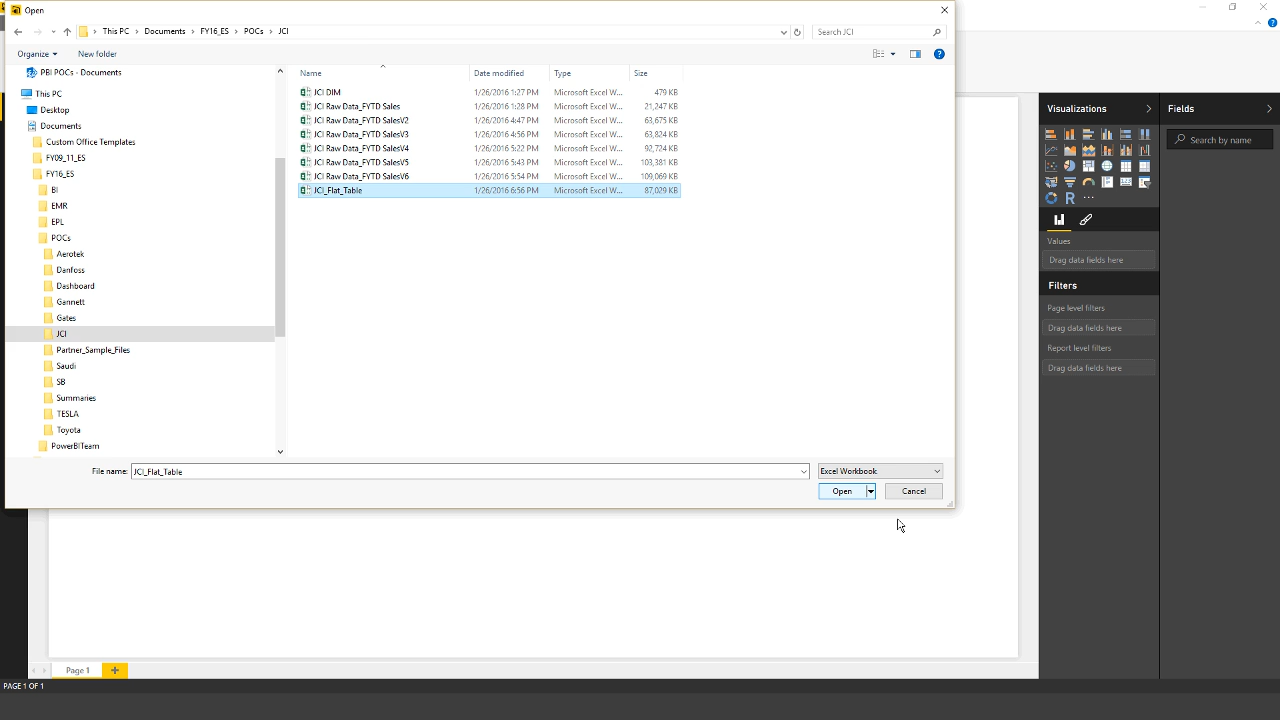 Open
This PC › Documents › FY16_ES › POCs › JCI
Search JCI
Organize
New folder
PBI POCs - Documents
This PC
Desktop
Documents
Custom Office Templates
FY09_11_ES
FY16_ES
BI
EMR
EPL
POCs
Aerotek
Danfoss
Dashboard
Gannett
Gates
JCI
Partner_Sample_Files
Saudi
SB
Summaries
TESLA
Toyota
PowerBITeam
Name Date modified Type Size
JCI DIM 1/26/2016 1:27 PM Microsoft Excel W... 479 KB
JCI Raw Data_FYTD Sales 1/26/2016 1:28 PM Microsoft Excel W... 21,247 KB
JCI Raw Data_FYTD SalesV2 1/26/2016 4:47 PM Microsoft Excel W... 63,675 KB
JCI Raw Data_FYTD SalesV3 1/26/2016 4:56 PM Microsoft Excel W... 63,824 KB
JCI Raw Data_FYTD SalesV4 1/26/2016 5:22 PM Microsoft Excel W... 92,724 KB
JCI Raw Data_FYTD SalesV5 1/26/2016 5:43 PM Microsoft Excel W... 103,381 KB
JCI Raw Data_FYTD SalesV6 1/26/2016 5:54 PM Microsoft Excel W... 109,069 KB
JCI_Flat_Table 1/26/2016 6:56 PM Microsoft Excel W... 87,029 KB
File name: JCI_Flat_Table
Excel Workbook
Open
Cancel
Visualizations
Fields
Search by name
R
Values
Drag data fields here
Filters
Page level filters
Drag data fields here
Report level filters
Drag data fields here
Page 1
PAGE 1 OF 1